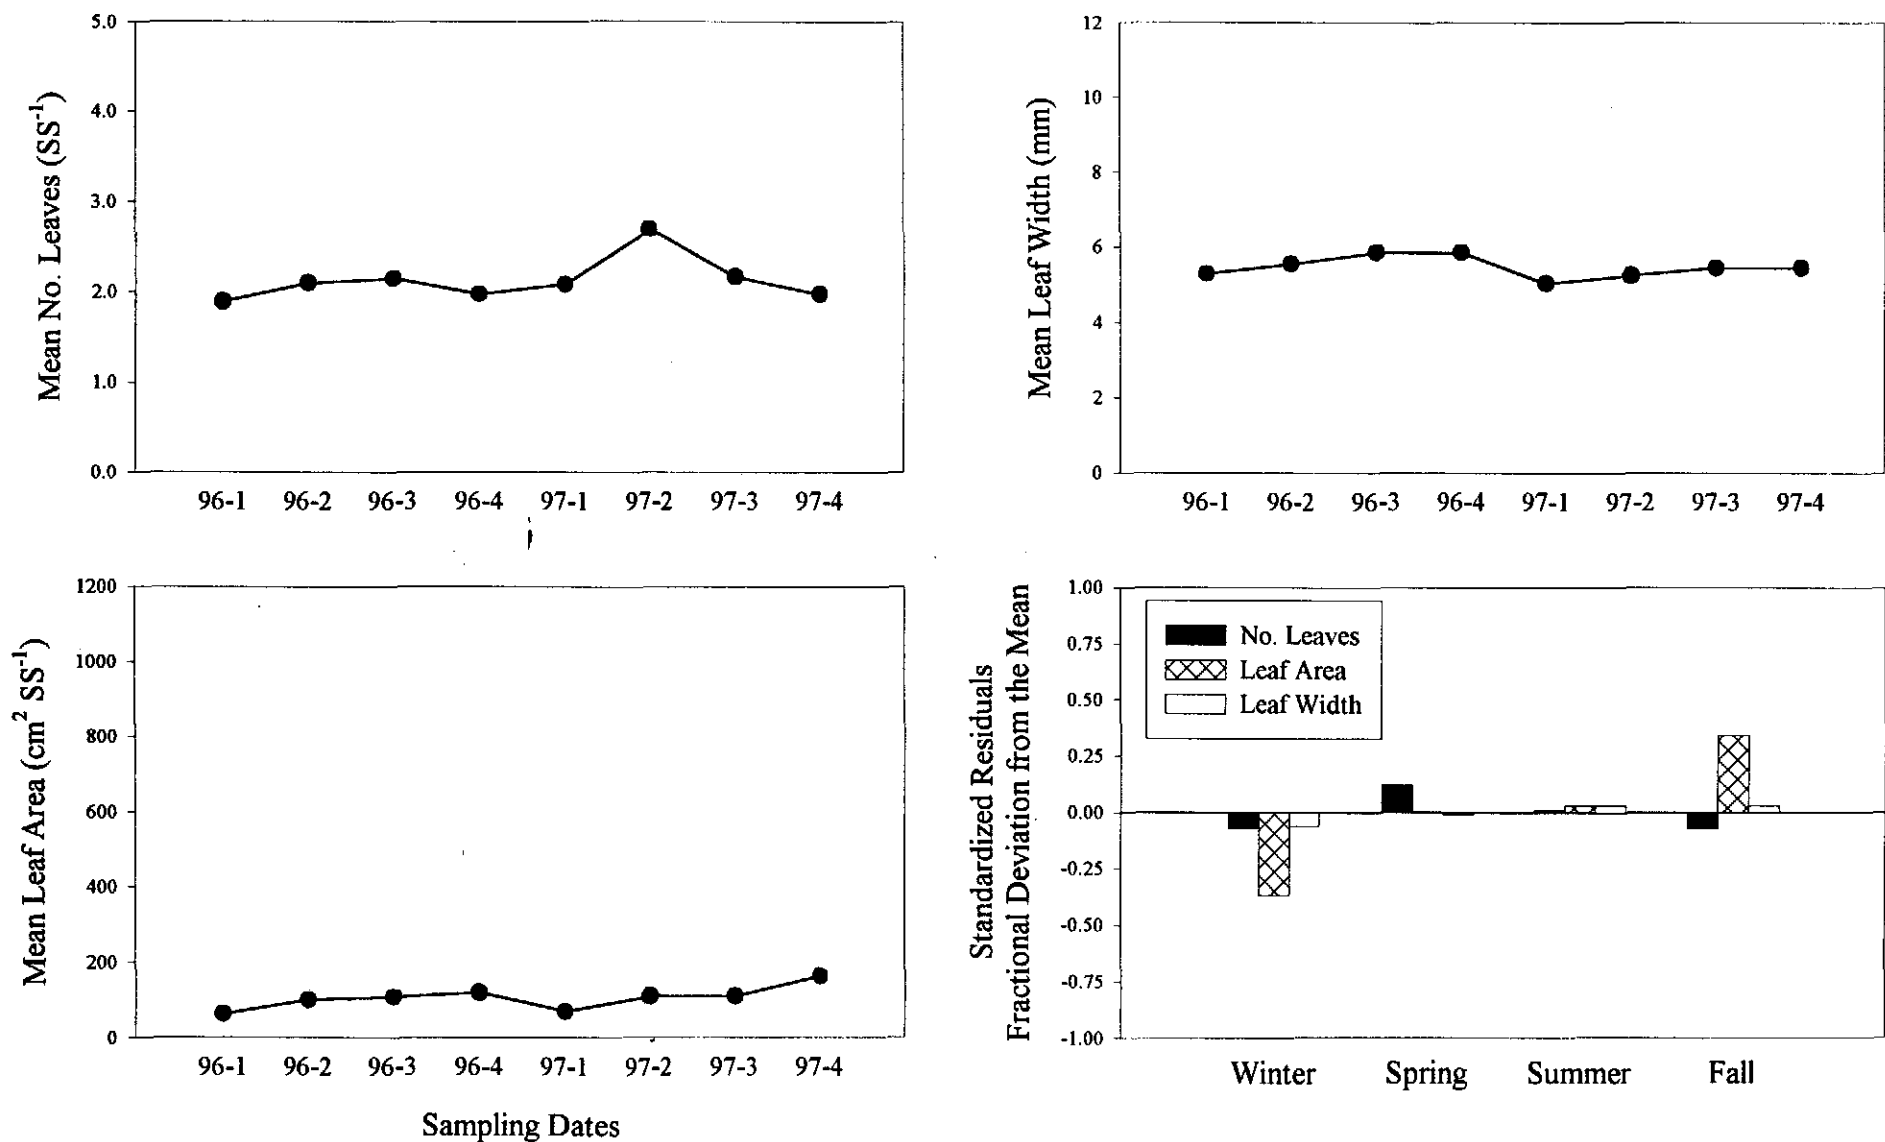 Mean No. Leaves (SS⁻¹)
5.0
4.0
3.0
2.0
1.0
0.0
96-1 96-2 96-3 96-4 97-1 97-2 97-3 97-4
Mean Leaf Width (mm)
12
10
8
6
4
2
0
96-1 96-2 96-3 96-4 97-1 97-2 97-3 97-4
Mean Leaf Area (cm² SS⁻¹)
1200
1000
800
600
400
200
0
96-1 96-2 96-3 96-4 97-1 97-2 97-3 97-4
Sampling Dates
Standardized Residuals
Fractional Deviation from the Mean
1.00
0.75
0.50
0.25
0.00
-0.25
-0.50
-0.75
-1.00
No. Leaves
Leaf Area
Leaf Width
Winter Spring Summer Fall